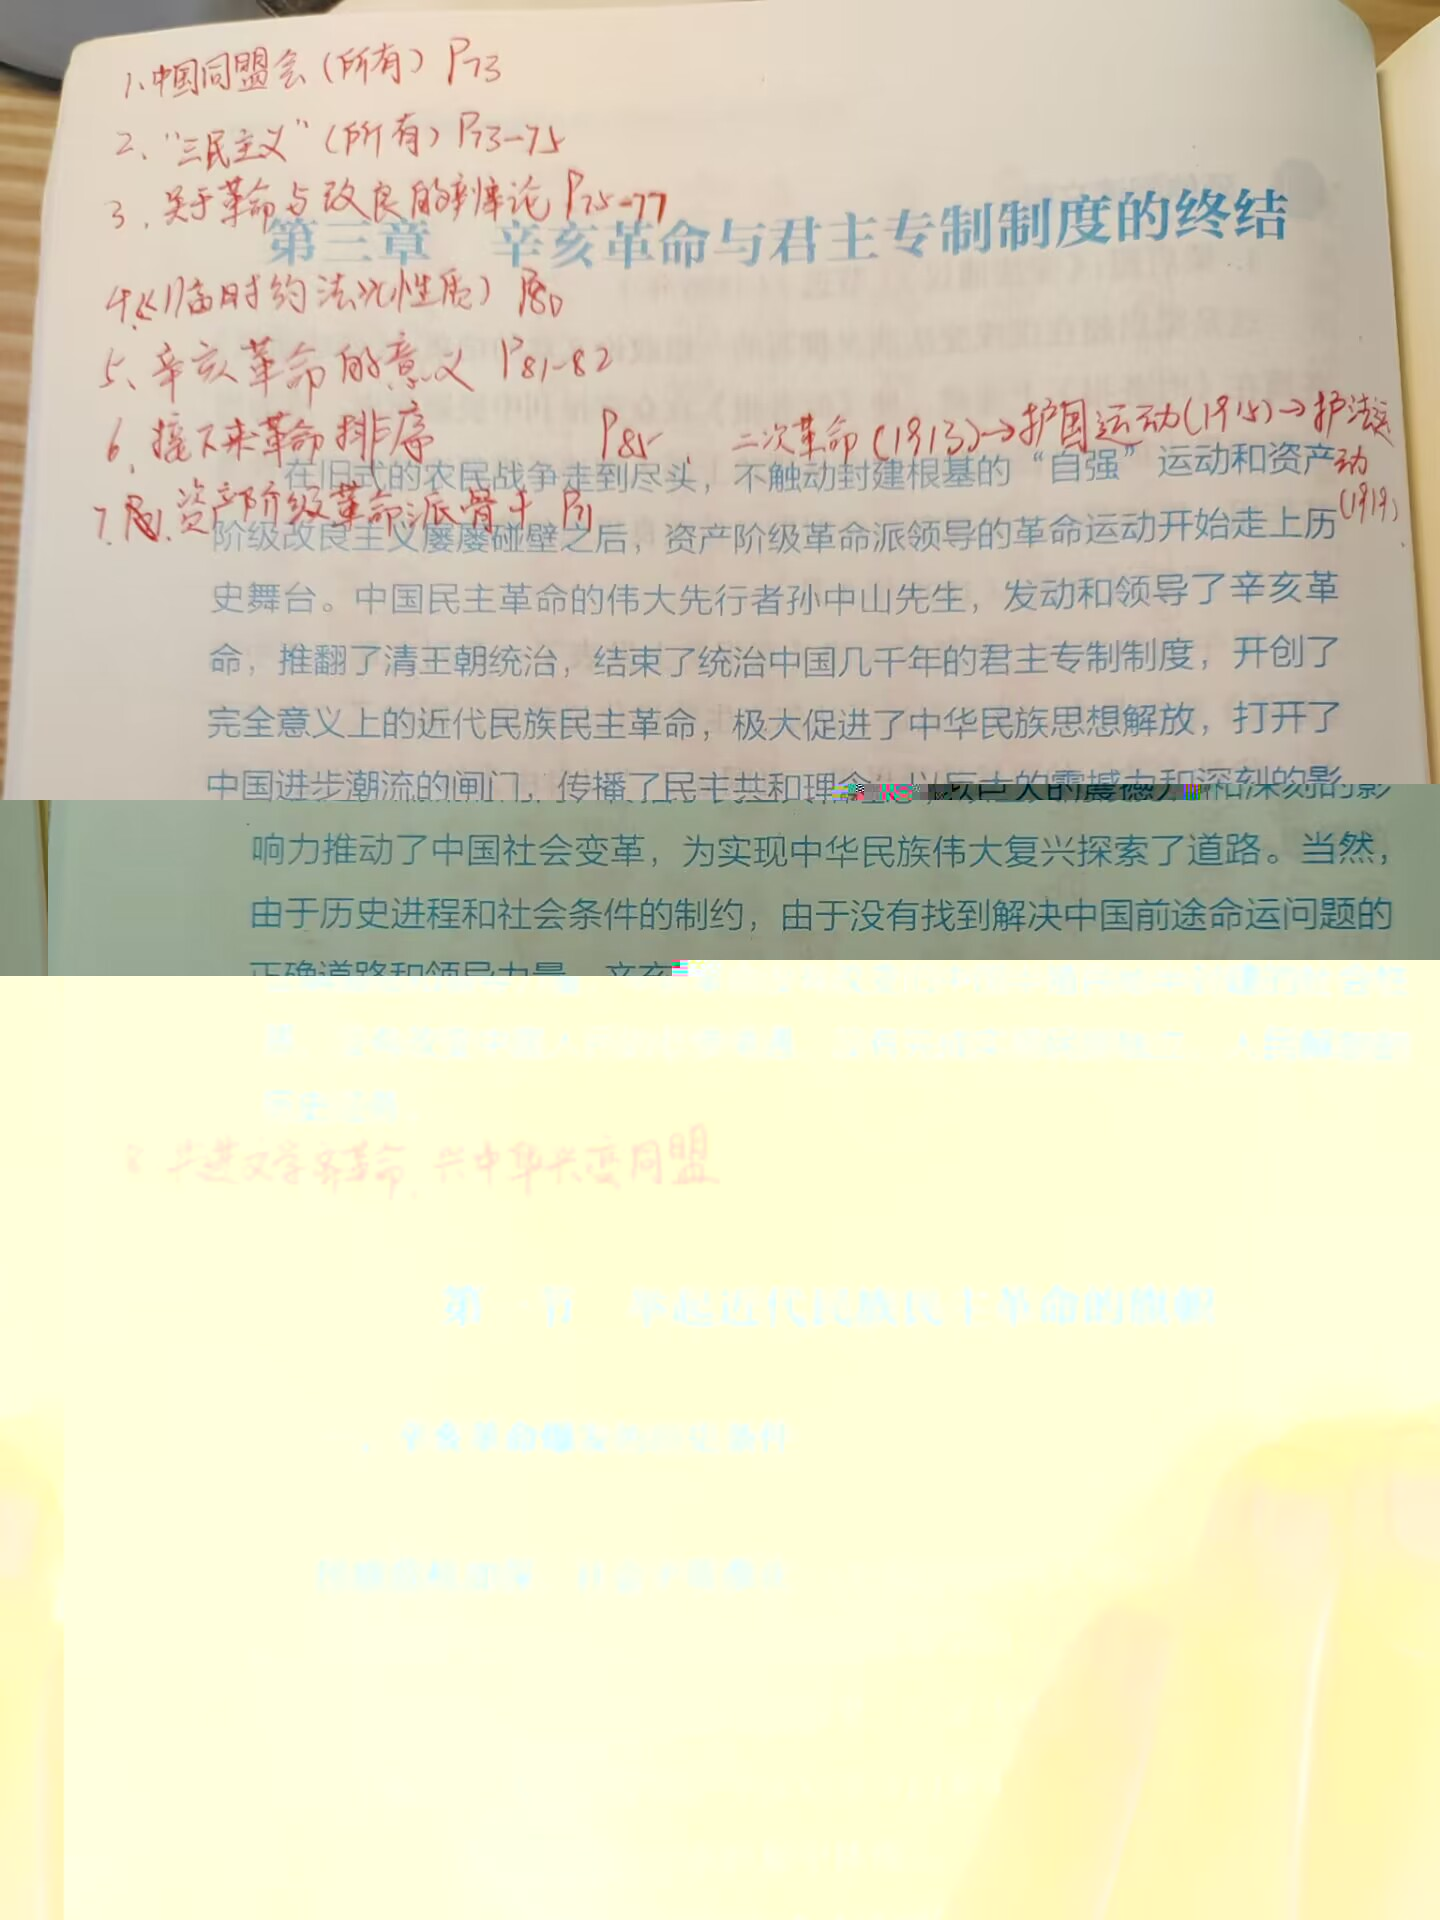 1、中国同盟会（所有）P73
2、“三民主义”（所有）P73-75
3、关于革命与改良的辩论 P75-77
第三章 辛亥革命与君主专制制度的终结
4、《临时约法》（性质）P80
5、辛亥革命的意义 P81-82
6、接下来革命排序 P85、二次革命（1913）→护国运动（1915）→护法运动
在旧式的农民战争走到尽头，不触动封建根基的“自强”运动和资产
7、资产阶级革命派骨干 P71
阶级改良主义屡屡碰壁之后，资产阶级革命派领导的革命运动开始走上历
史舞台。中国民主革命的伟大先行者孙中山先生，发动和领导了辛亥革
命，推翻了清王朝统治，结束了统治中国几千年的君主专制制度，开创了
完全意义上的近代民族民主革命，极大促进了中华民族思想解放，打开了
中国进步潮流的闸门，传播了民主共和理念，以巨大的震撼力和深刻的影
响力推动了中国社会变革，为实现中华民族伟大复兴探索了道路。当然，
由于历史进程和社会条件的制约，由于没有找到解决中国前途命运问题的
正确道路和领导力量，辛亥
历史任务。
兴中华兴变同盟
第一节 举起近代民族民主革命的旗帜
一、辛亥革命爆发的历史条件